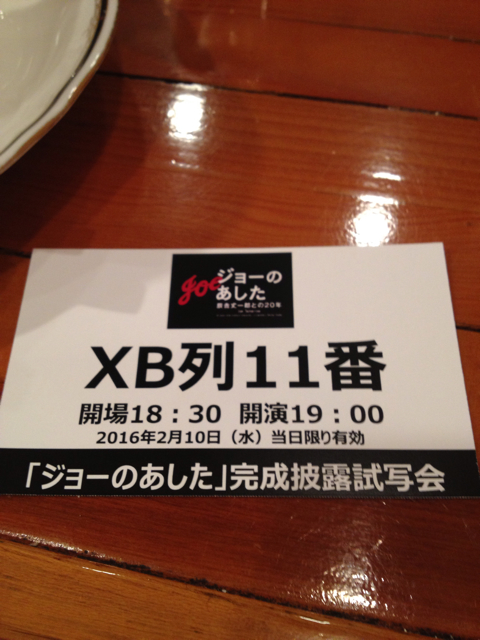 joe
ジョーの
あした
辰吉丈一郎との20年
XB列11番
開場18：30 開演19：00
2016年2月10日（水）当日限り有効
「ジョーのあした」完成披露試写会